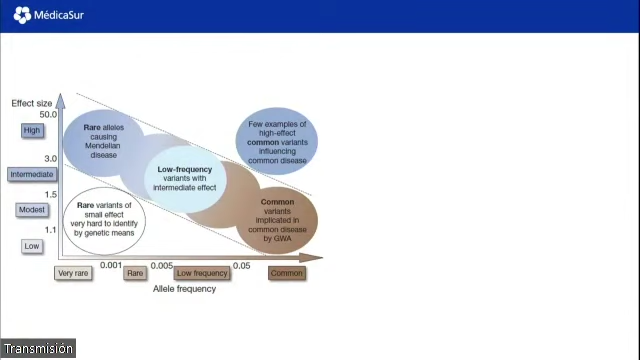 MédicaSur
Effect size
50.0
High
3.0
Intermediate
1.5
Modest
1.1
Low
Rare alleles
causing
Mendelian
disease
Few examples of
high-effect
common variants
influencing
common disease
Low-frequency
variants with
intermediate effect
Rare variants of
small effect
very hard to identify
by genetic means
Common
variants
implicated in
common disease
by GWA
0.001
0.005
0.05
Very rare
Rare
Low frequency
Common
Allele frequency
Transmisión